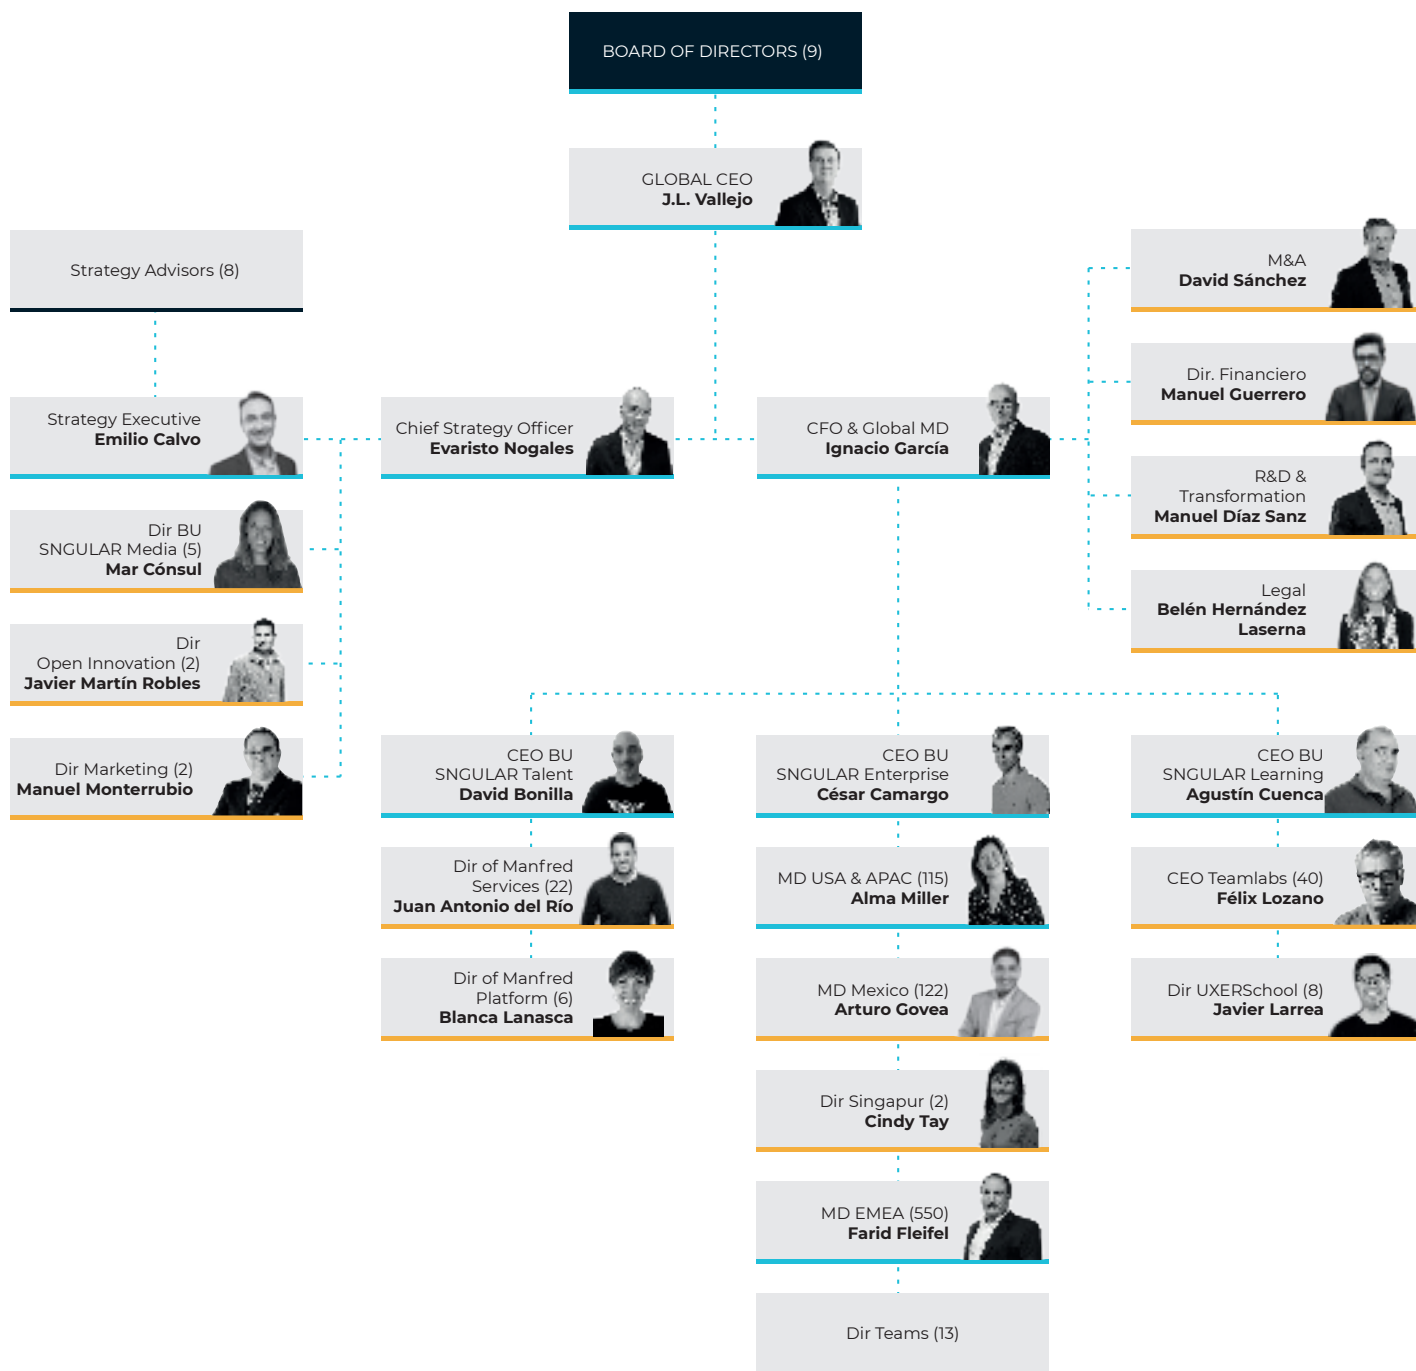 BOARD OF DIRECTORS (9)
GLOBAL CEO
J.L. Vallejo
Strategy Advisors (8)
M&A
David Sánchez
Dir. Financiero
Manuel Guerrero
Strategy Executive
Emilio Calvo
Chief Strategy Officer
Evaristo Nogales
CFO & Global MD
Ignacio García
R&D &
Transformation
Manuel Díaz Sanz
Dir BU
SNGULAR Media (5)
Mar Cónsul
Legal
Belén Hernández
Laserna
Dir
Open Innovation (2)
Javier Martín Robles
Dir Marketing (2)
Manuel Monterrubio
CEO BU
SNGULAR Talent
David Bonilla
CEO BU
SNGULAR Enterprise
César Camargo
CEO BU
SNGULAR Learning
Agustín Cuenca
Dir of Manfred
Services (22)
Juan Antonio del Río
MD USA & APAC (115)
Alma Miller
CEO Teamlabs (40)
Félix Lozano
Dir of Manfred
Platform (6)
Blanca Lanasca
MD Mexico (122)
Arturo Govea
Dir UXERSchool (8)
Javier Larrea
Dir Singapur (2)
Cindy Tay
MD EMEA (550)
Farid Fleifel
Dir Teams (13)